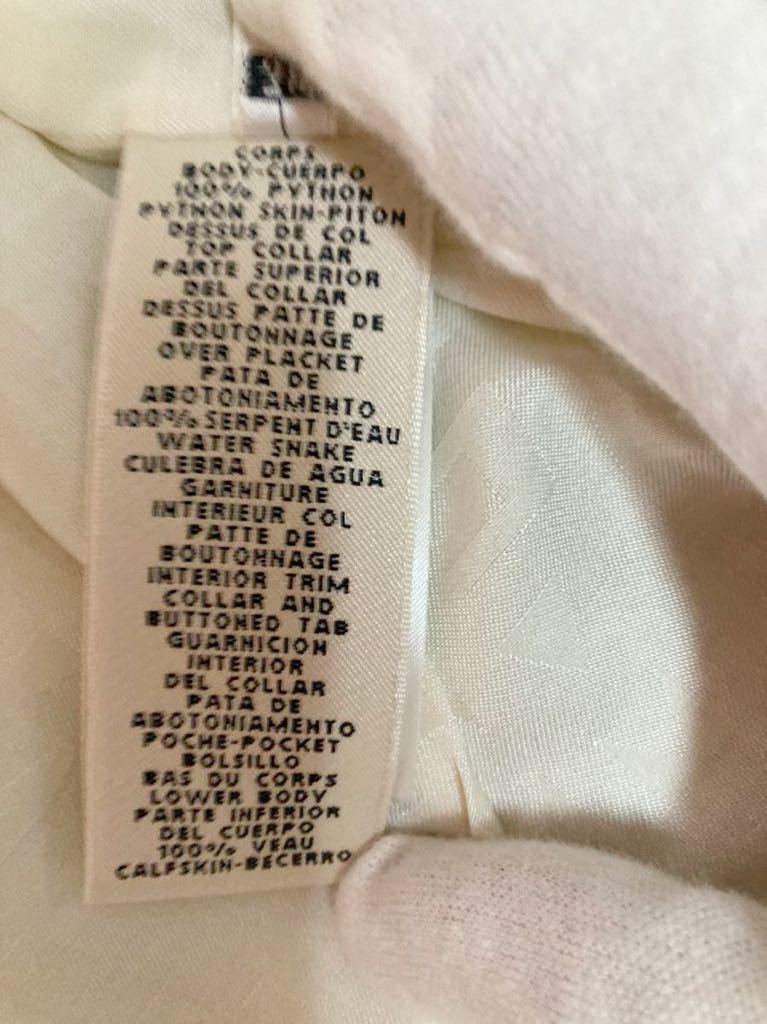 CORPS
BODY-CUERPO
100% PYTHON
PYTHON SKIN-PITON
DESSUS DE COL
TOP COLLAR
PARTE SUPERIOR
DEL COLLAR
DESSUS PATTE DE
BOUTONNAGE
OVER PLACKET
PATA DE
ABOTONIAMENTO
100% SERPENT D'EAU
WATER SNAKE
CULEBRA DE AGUA
GARNITURE
INTERIEUR COL
PATTE DE
BOUTONNAGE
INTERIOR TRIM
COLLAR AND
BUTTONED TAB
GUARNICION
INTERIOR
DEL COLLAR
PATA DE
ABOTONIAMENTO
POCHE-POCKET
BOLSILLO
BAS DU CORPS
LOWER BODY
PARTE INFERIOR
DEL CUERPO
100% VEAU
CALFSKIN-BECERRO